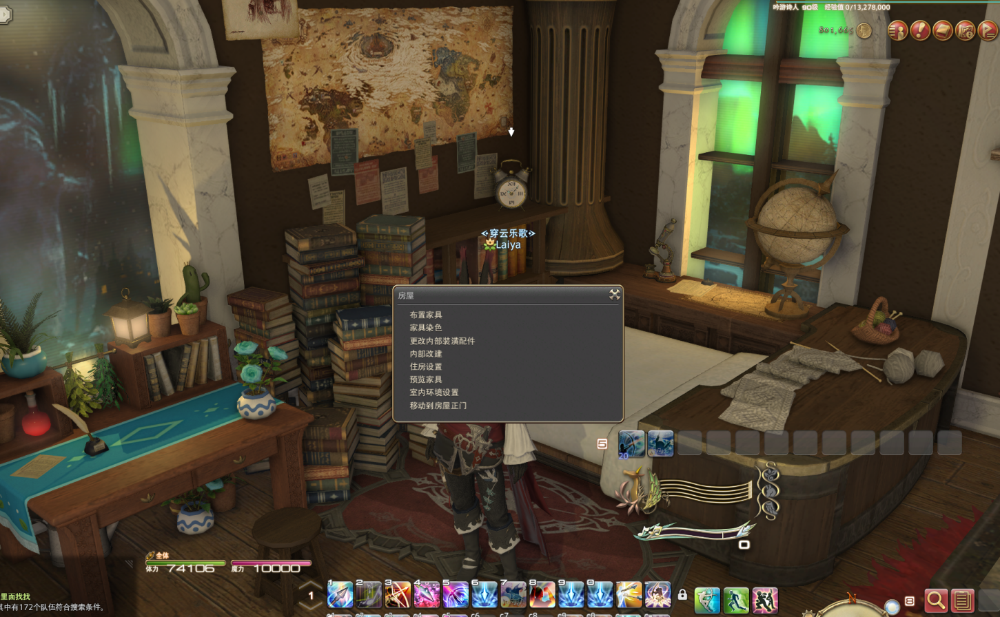 吟游诗人 90级 经验值 0/13,278,000
801,665
XII
«穿云乐歌»
Laiya
房屋
布置家具
家具染色
更改内部装潢配件
内部改建
住房设置
预览家具
室内环境设置
移动到房屋正门
5
20
0
全体
体力 74106 魔力 10000
1
1 2 3 4 5 6 7 8 9 0
N
8
里面找找
其中有172个队伍符合搜索条件。